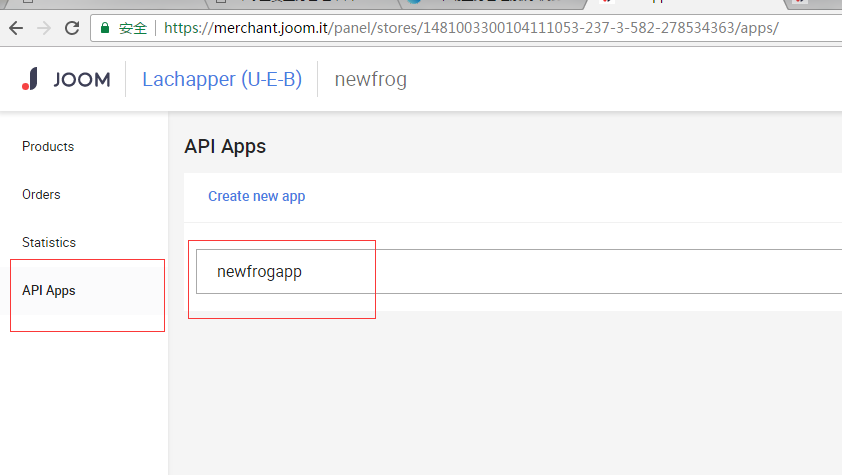 安全 https://merchant.joom.it/panel/stores/1481003300104111053-237-3-582-278534363/apps/
JOOM Lachapper (U-E-B) newfrog
Products
Orders
Statistics
API Apps
API Apps
Create new app
newfrogapp